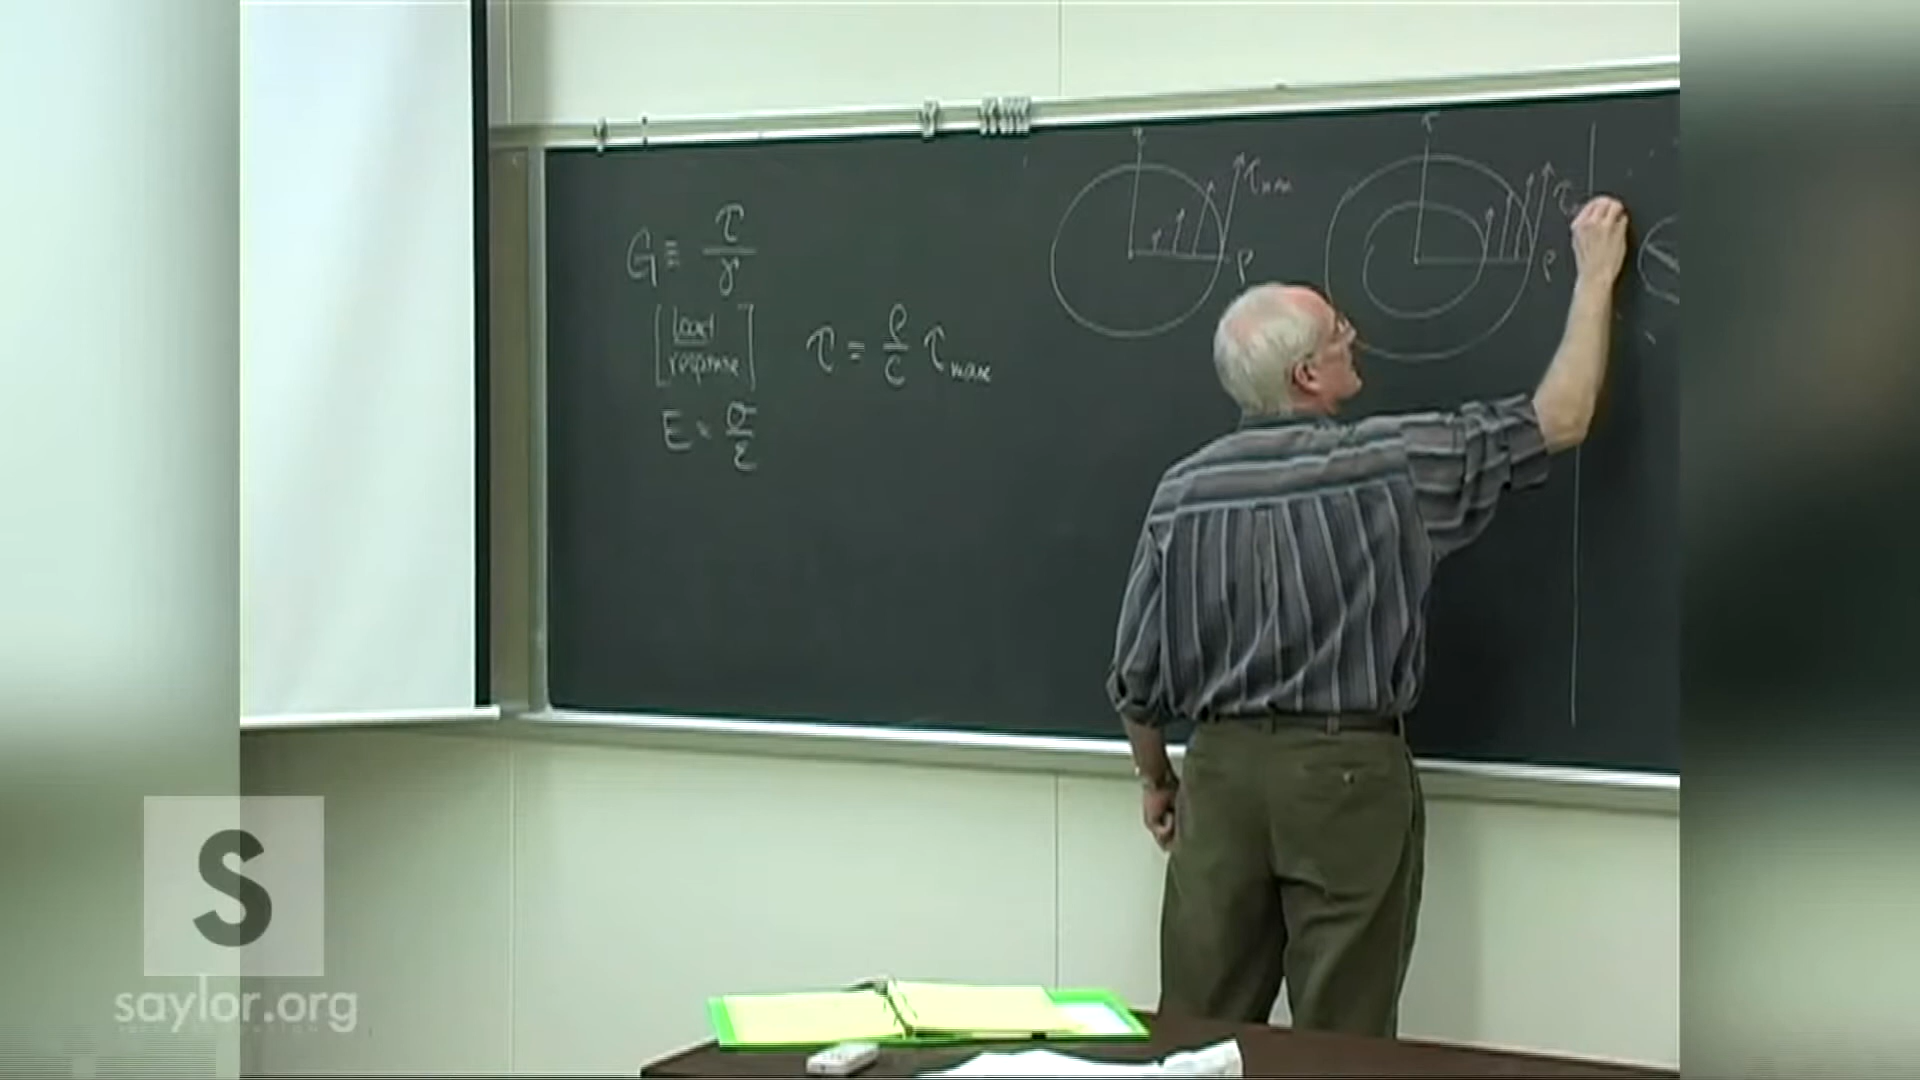 G ≡ τ/γ
[load/response]
E = σ/ε
τ = ρ/c τmax
τ
τmax
ρ
τ
ρ
S
saylor.org